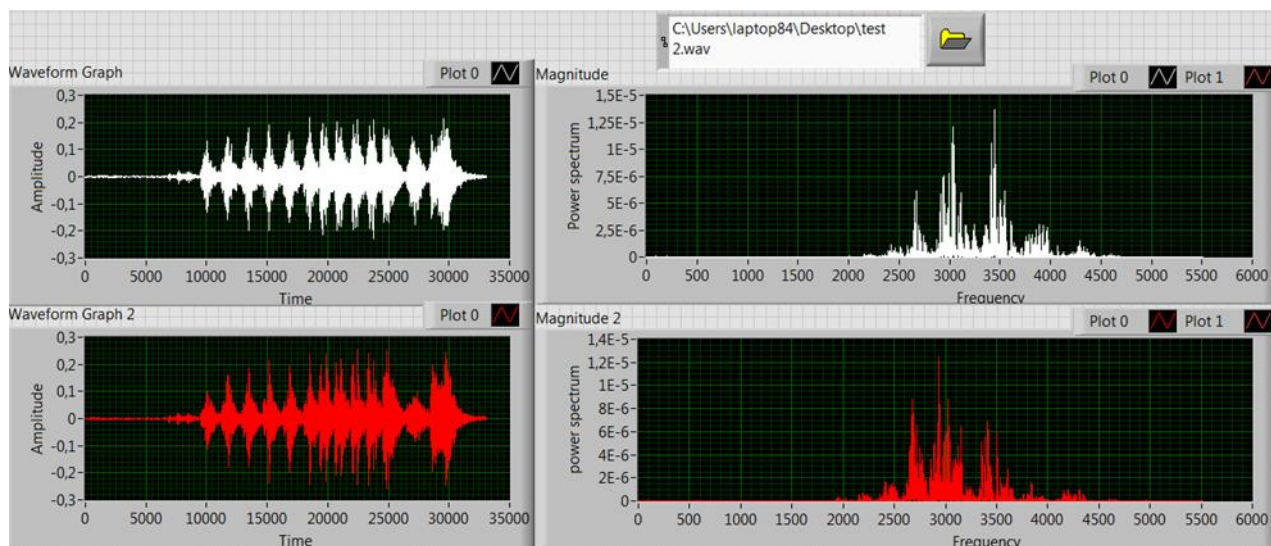 C:\Users\laptop84\Desktop\test
2.wav
Waveform Graph
Plot 0
Amplitude
0,3
0,2
0,1
0
-0,1
-0,2
-0,3
0 5000 10000 15000 20000 25000 30000 35000
Time
Magnitude
Plot 0 Plot 1
Power spectrum
1,5E-5
1,25E-5
1E-5
7,5E-6
5E-6
2,5E-6
0
0 500 1000 1500 2000 2500 3000 3500 4000 4500 5000 5500 6000
Frequency
Waveform Graph 2
Plot 0
Amplitude
0,3
0,2
0,1
0
-0,1
-0,2
-0,3
0 5000 10000 15000 20000 25000 30000 35000
Time
Magnitude 2
Plot 0 Plot 1
power spectrum
1,4E-5
1,2E-5
1E-5
8E-6
6E-6
4E-6
2E-6
0
0 500 1000 1500 2000 2500 3000 3500 4000 4500 5000 5500 6000
Frequency